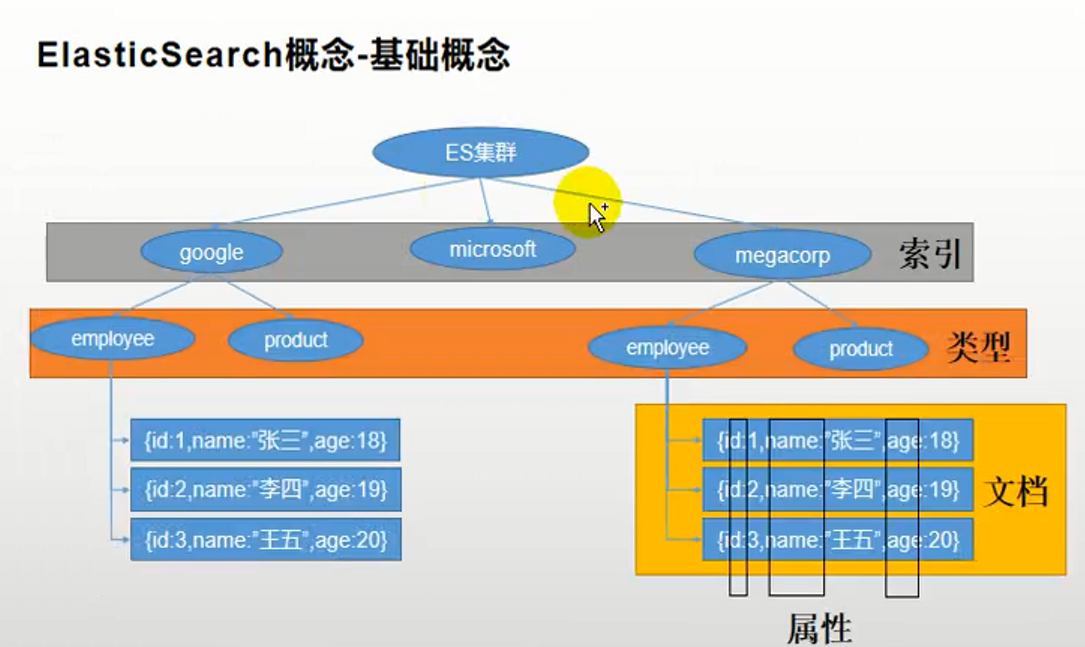 ElasticSearch概念-基础概念
ES集群
google
microsoft
megacorp
索引
employee
product
employee
product
类型
{id:1,name:"张三",age:18}
{id:2,name:"李四",age:19}
{id:3,name:"王五",age:20}
{id:1,name:"张三",age:18}
{id:2,name:"李四",age:19}
{id:3,name:"王五",age:20}
文档
属性